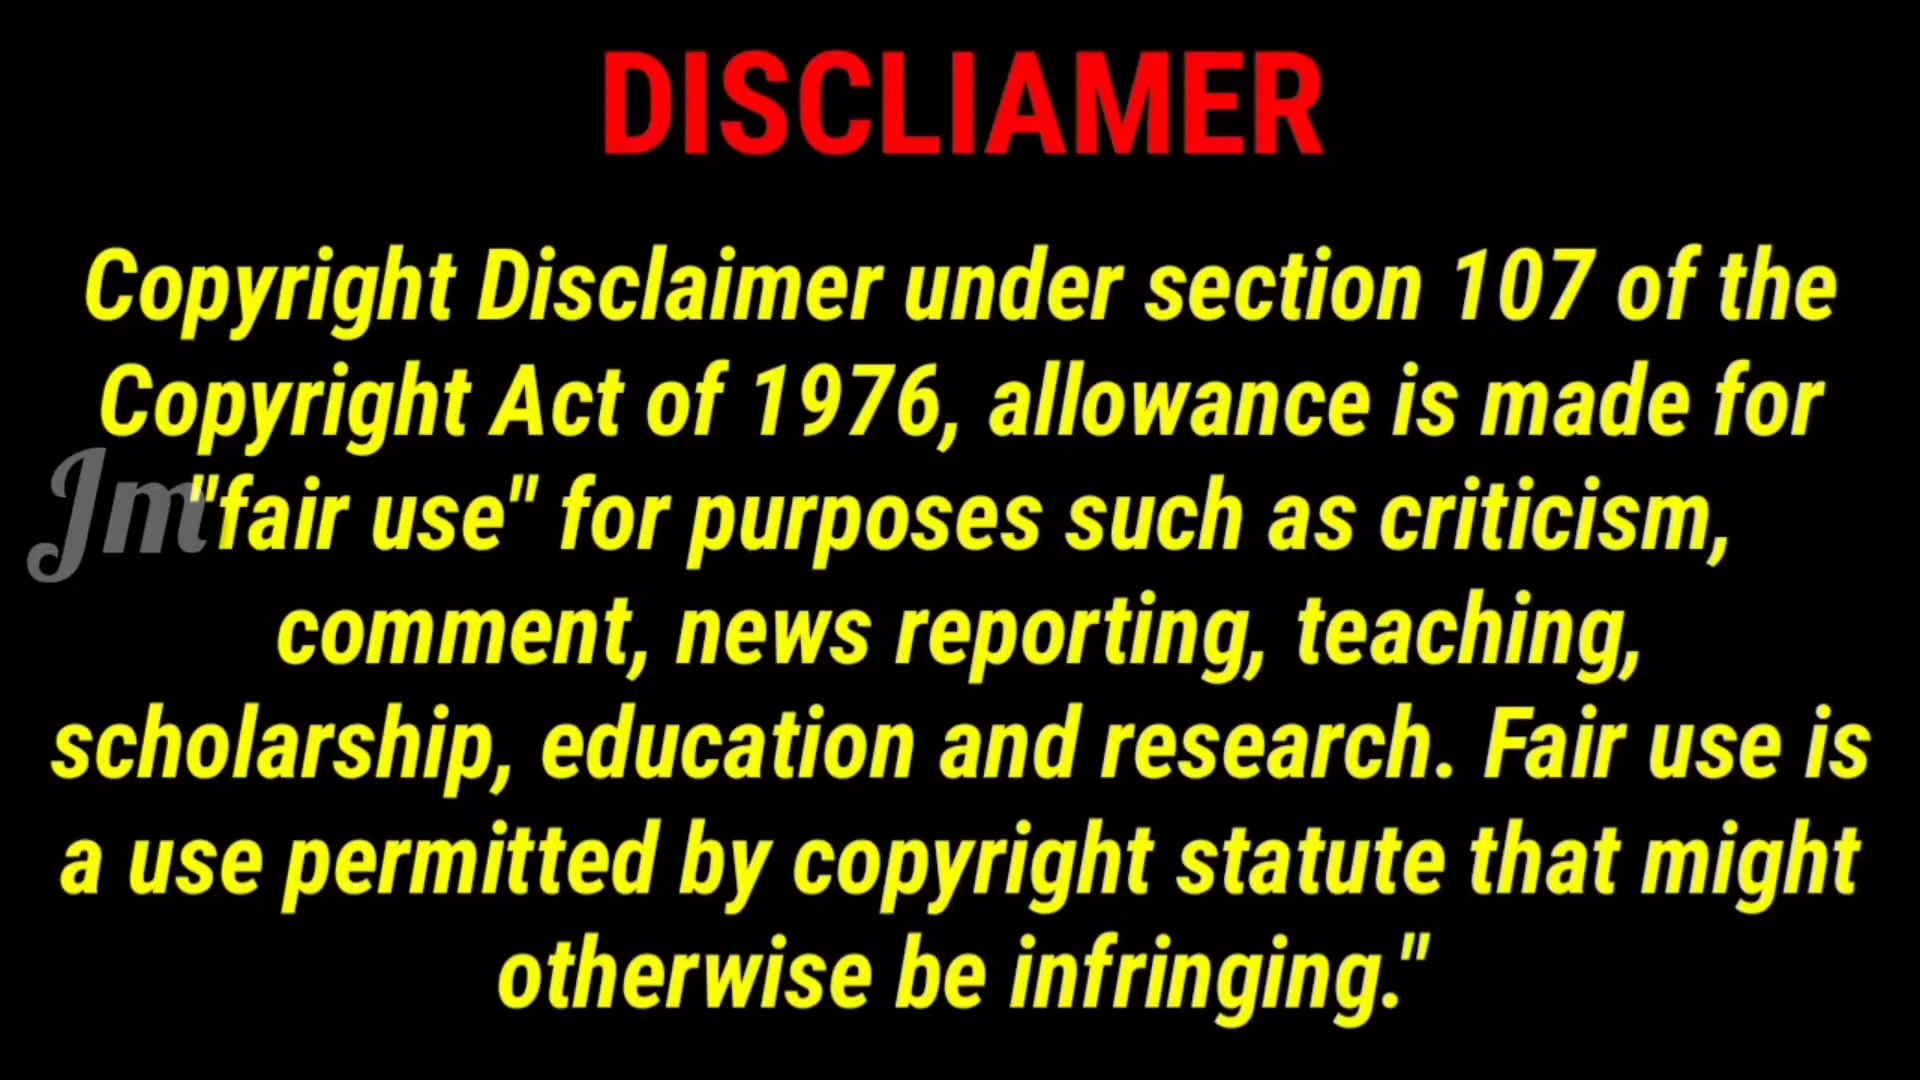 DISCLIAMER
Copyright Disclaimer under section 107 of the
Copyright Act of 1976, allowance is made for
Jm
"fair use" for purposes such as criticism,
comment, news reporting, teaching,
scholarship, education and research. Fair use is
a use permitted by copyright statute that might
otherwise be infringing."